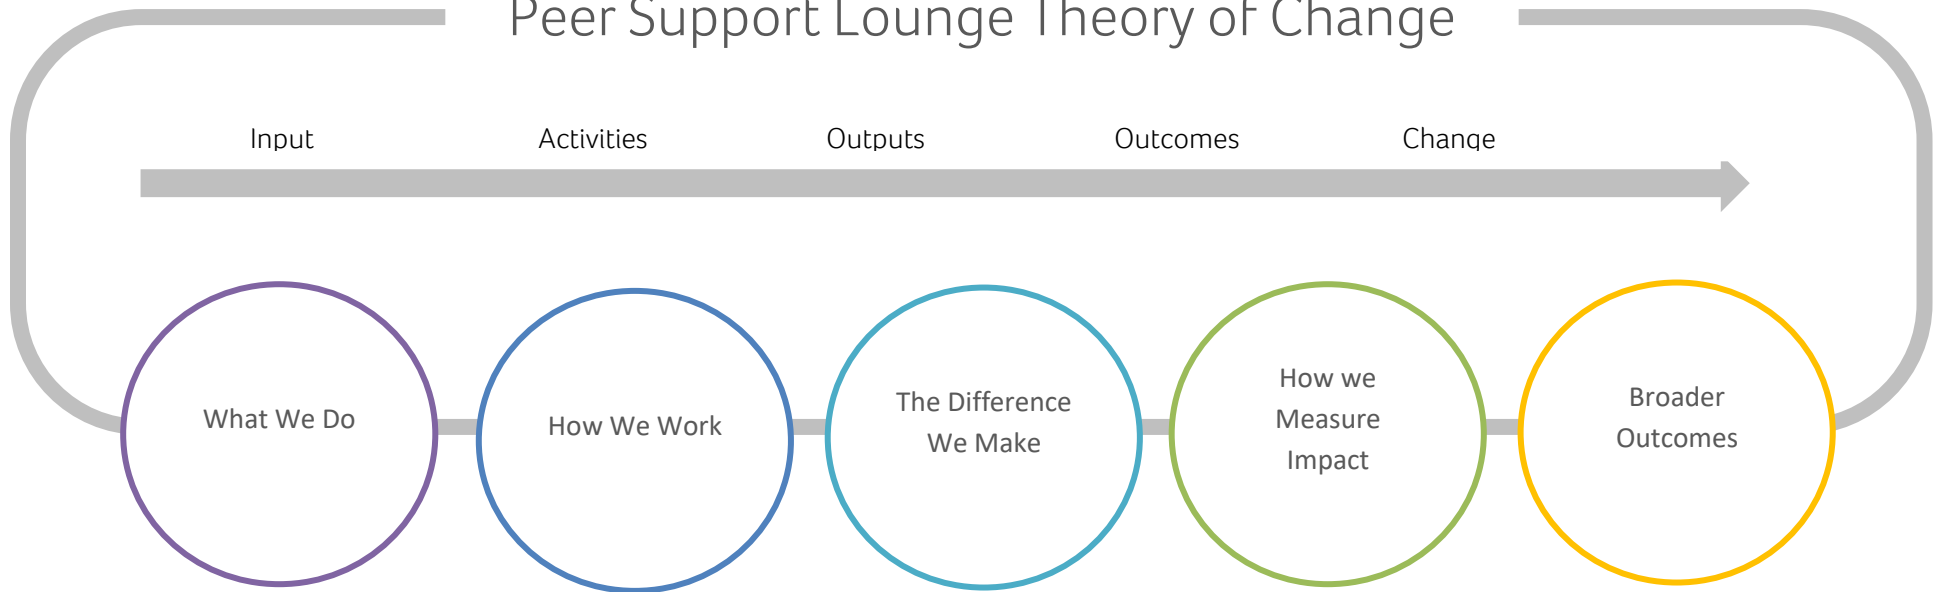 Peer Support Lounge Theory of Change
Input Activities Outputs Outcomes Change
What We Do
How We Work
The Difference
We Make
How we
Measure
Impact
Broader
Outcomes